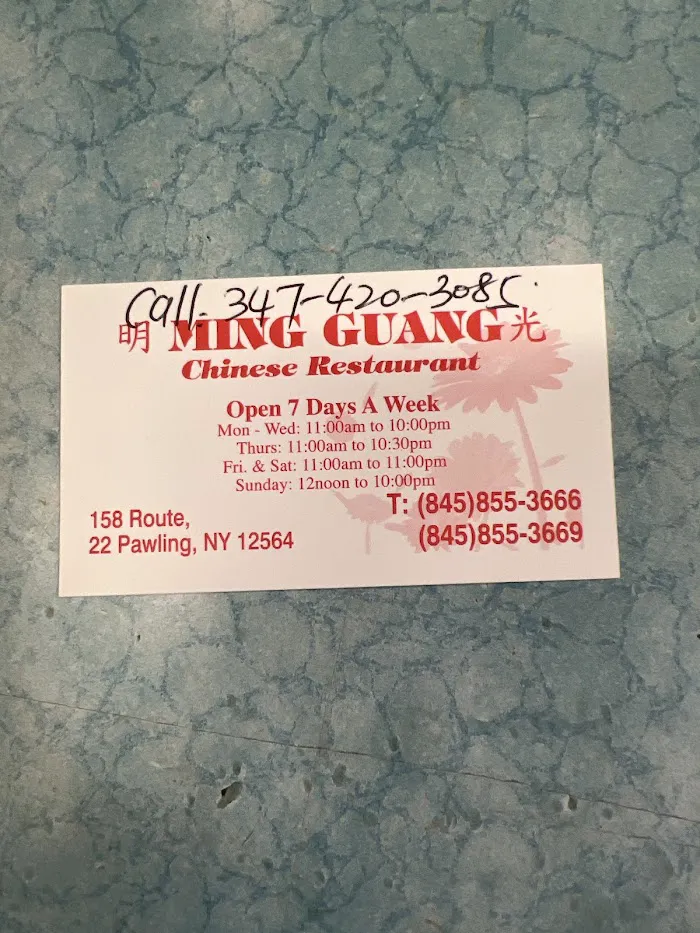 Call. 347-420-3085
明 MING GUANG 光
Chinese Restaurant
Open 7 Days A Week
Mon - Wed: 11:00am to 10:00pm
Thurs: 11:00am to 10:30pm
Fri. & Sat: 11:00am to 11:00pm
Sunday: 12noon to 10:00pm
158 Route,
22 Pawling, NY 12564
T: (845)855-3666
(845)855-3669